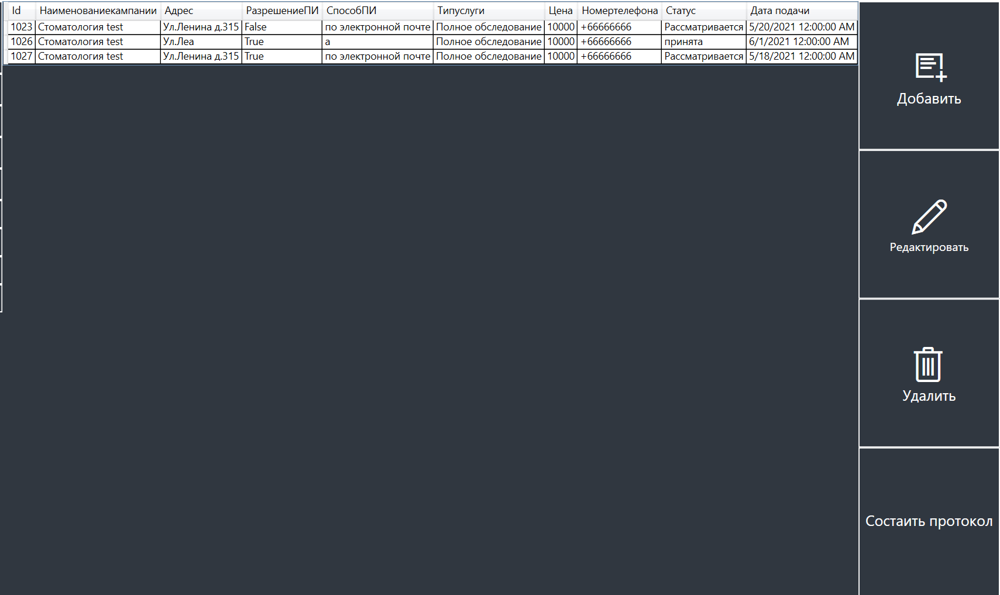 Id Наименованиекампании Адрес РазрешениеПИ СпособПИ Типуслуги Цена Номертелефона Статус Дата подачи
1023 Стоматология test Ул.Ленина д.315 False по электронной почте Полное обследование 10000 +66666666 Рассматривается 5/20/2021 12:00:00 AM
1026 Стоматология test Ул.Леа True а Полное обследование 10000 +66666666 принята 6/1/2021 12:00:00 AM
1027 Стоматология test Ул.Ленина д.315 True по электронной почте Полное обследование 10000 +66666666 Рассматривается 5/18/2021 12:00:00 AM
Добавить
Редактировать
Удалить
Состаить протокол